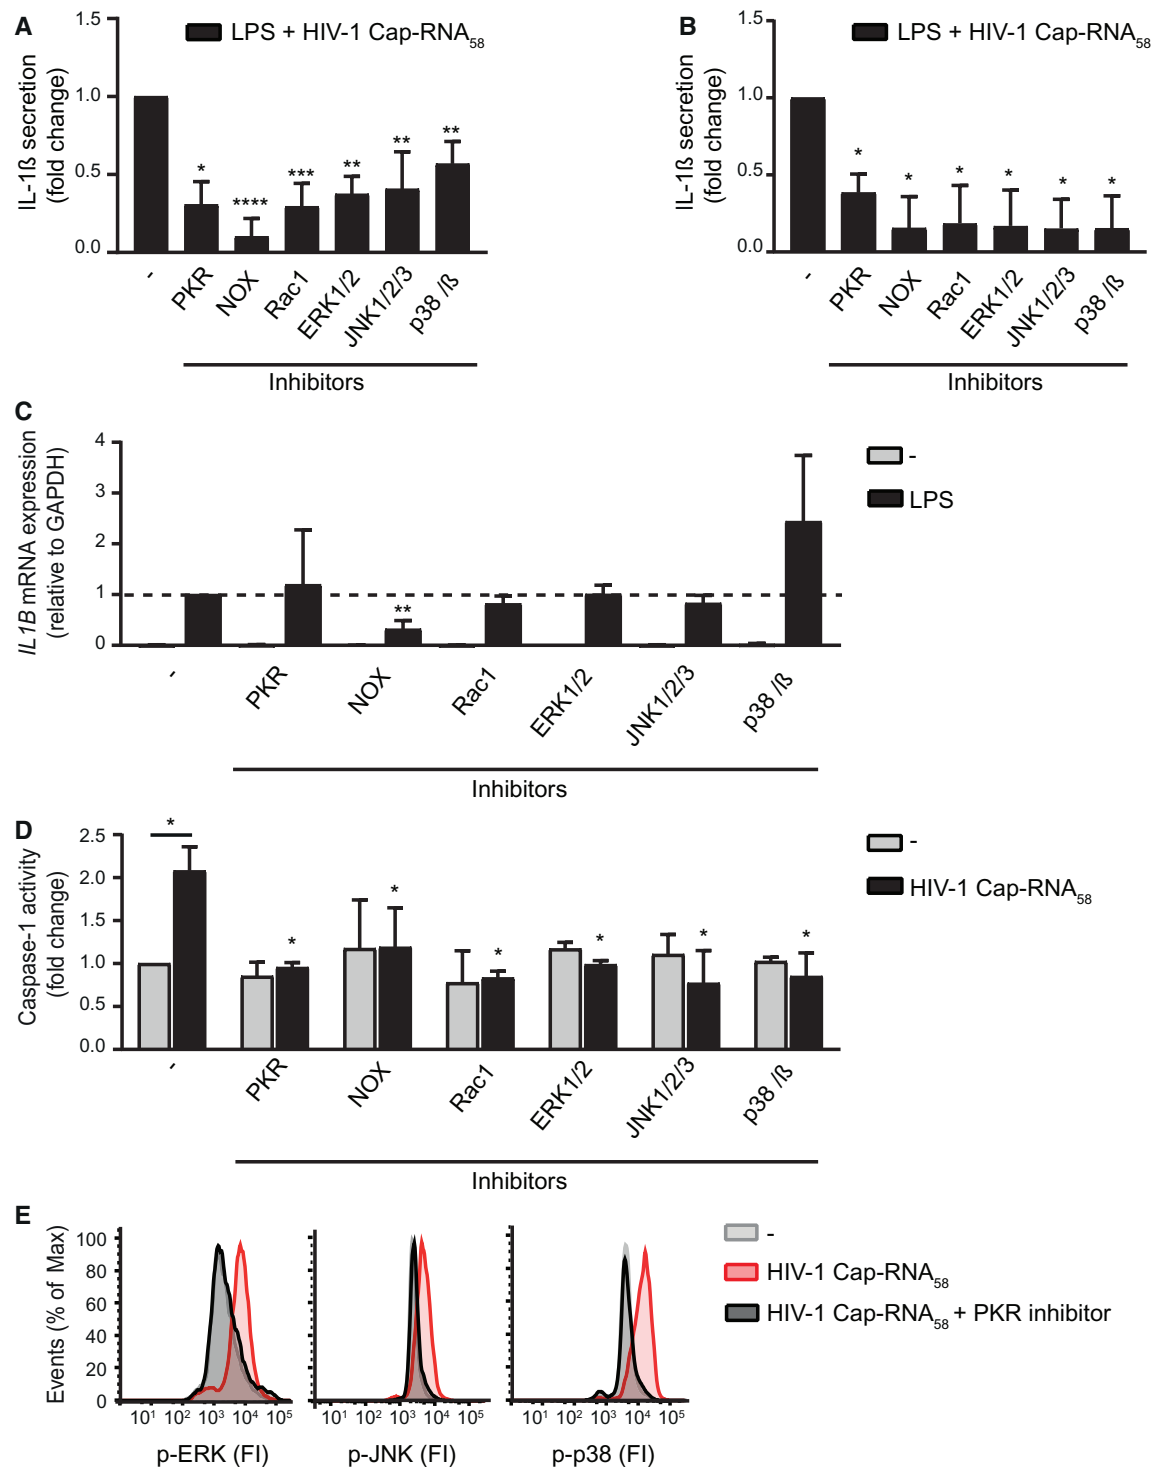 A
IL-1ß secretion
(fold change)
1.5
1.0
0.5
0.0
LPS + HIV-1 Cap-RNA58
* **** *** ** ** **
- PKR NOX Rac1 ERK1/2 JNK1/2/3 p38 /ß
Inhibitors
B
IL-1ß secretion
(fold change)
1.5
1.0
0.5
0.0
LPS + HIV-1 Cap-RNA58
* * * * * *
- PKR NOX Rac1 ERK1/2 JNK1/2/3 p38 /ß
Inhibitors
C
IL1B mRNA expression
(relative to GAPDH)
4
3
2
1
0
-
LPS
**
- PKR NOX Rac1 ERK1/2 JNK1/2/3 p38 /ß
Inhibitors
D
Caspase-1 activity
(fold change)
2.5
2.0
1.5
1.0
0.5
0.0
-
HIV-1 Cap-RNA58
* * * * * * *
- PKR NOX Rac1 ERK1/2 JNK1/2/3 p38 /ß
Inhibitors
E
Events (% of Max)
100
80
60
40
20
0
10¹ 10² 10³ 10⁴ 10⁵
p-ERK (FI)
10¹ 10² 10³ 10⁴ 10⁵
p-JNK (FI)
10¹ 10² 10³ 10⁴ 10⁵
p-p38 (FI)
-
HIV-1 Cap-RNA58
HIV-1 Cap-RNA58 + PKR inhibitor